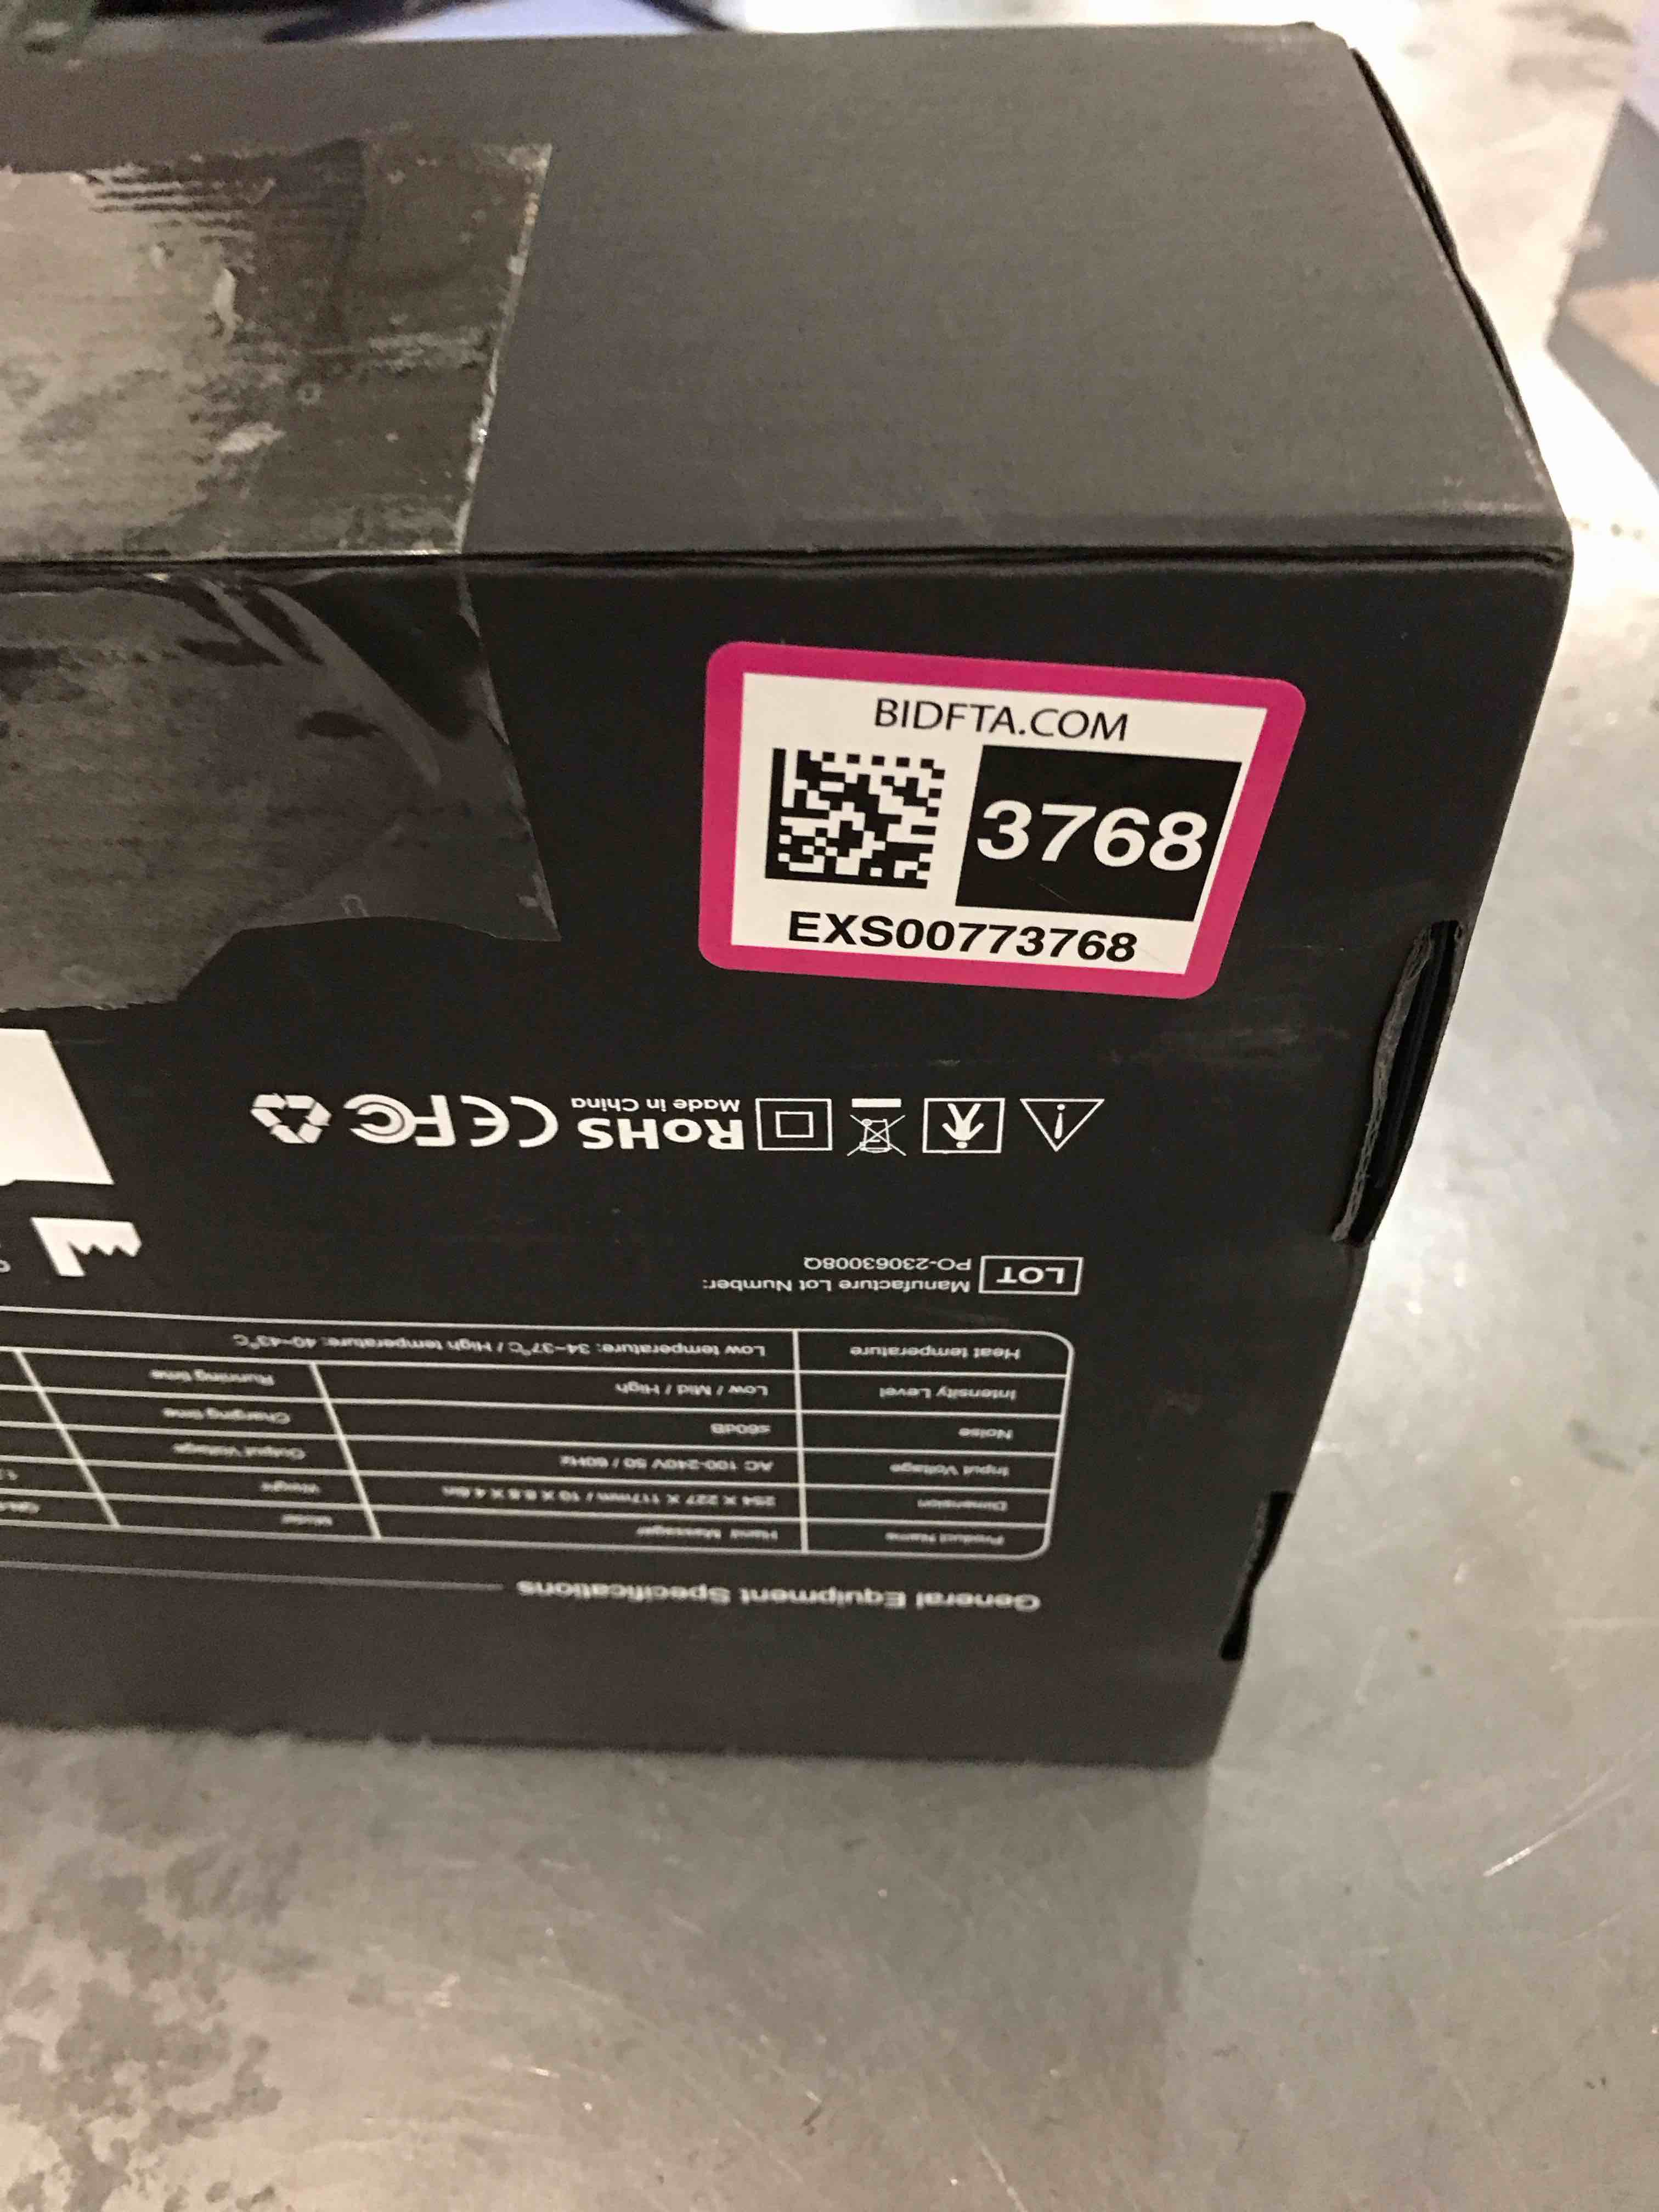 BIDFTA.COM
3768
EXS00773768
General Equipment Specifications
Product Name Hand Massager Model
Dimension 254 X 227 X 117mm / 10 X 8.8 X 4.6in Weight
Input Voltage AC 100-240V 50 / 60Hz Output Voltage
Noise ≤60dB Charging time
Intensity Level Low / Mid / High Running time
Heat temperature Low temperature: 34~37°C / High temperature: 40~43°C
LOT Manufacture Lot Number:
PO-23063008Q
RoHS CE FC
Made in China